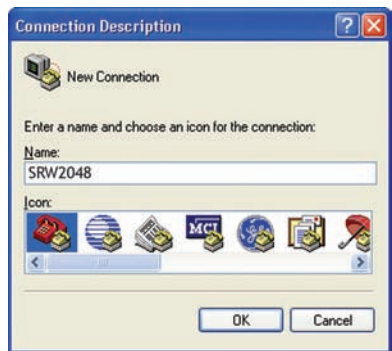 Connection Description
New Connection
Enter a name and choose an icon for the connection:
Name:
SRW2048
Icon:
MCI
OK
Cancel